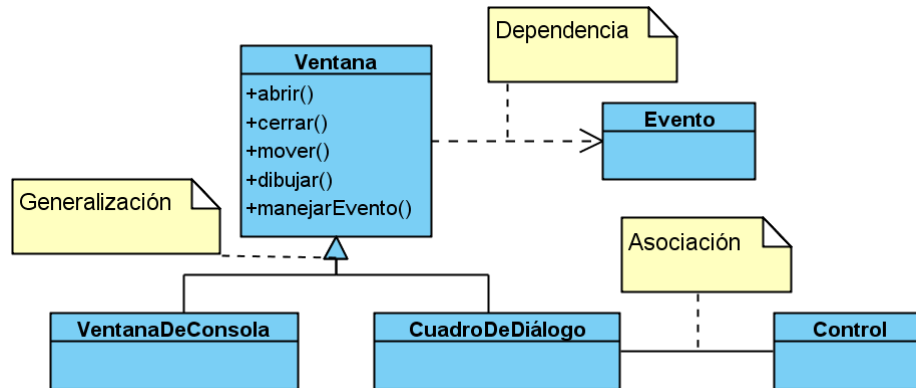 Dependencia
Ventana
+abrir()
+cerrar()
+mover()
+dibujar()
+manejarEvento()
Evento
Generalización
Asociación
VentanaDeConsola
CuadroDeDiálogo
Control